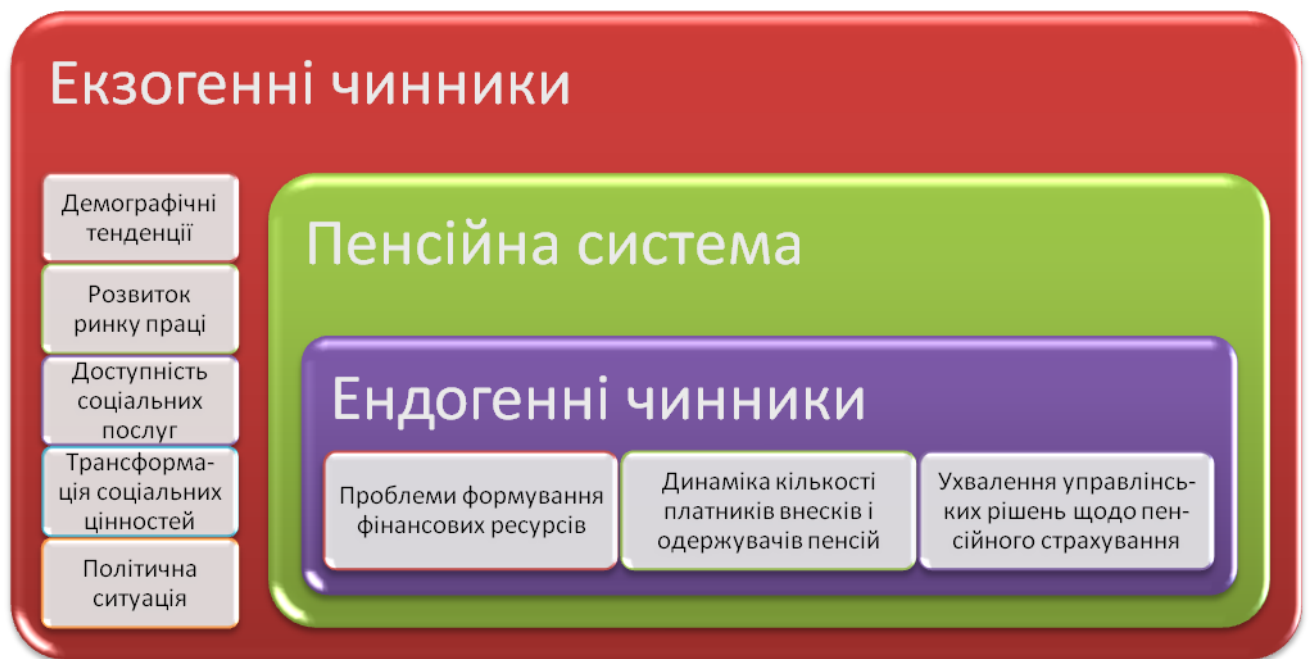 Екзогенні чинники
Демографічні
тенденції
Розвиток
ринку праці
Доступність
соціальних
послуг
Трансформа-
ція соціальних
цінностей
Політична
ситуація
Пенсійна система
Ендогенні чинники
Проблеми формування
фінансових ресурсів
Динаміка кількості
платників внесків і
одержувачів пенсій
Ухвалення управлінсь-
ких рішень щодо пен-
сійного страхування